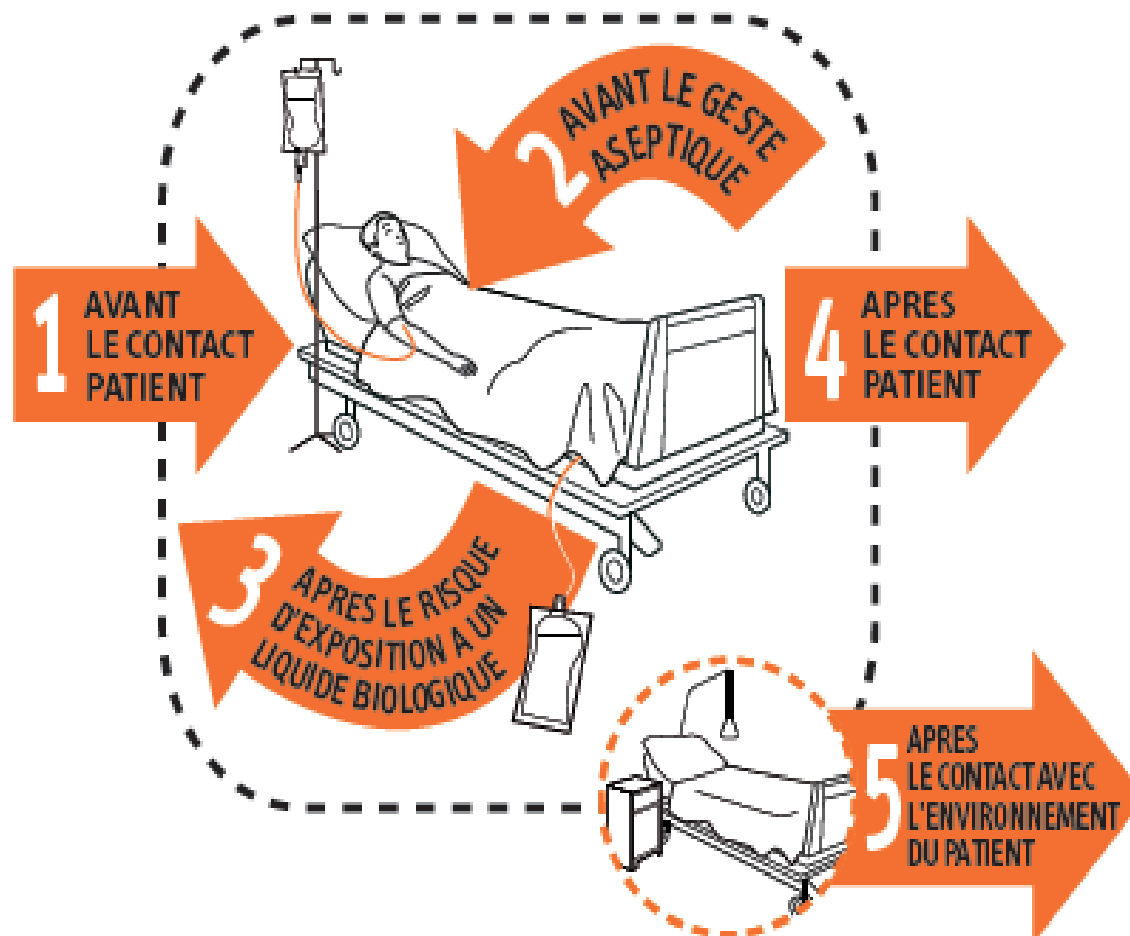 1
AVANT
LE CONTACT
PATIENT
2
AVANT LE GESTE
ASEPTIQUE
3
APRES LE RISQUE
D'EXPOSITION A UN
LIQUIDE BIOLOGIQUE
4
APRES
LE CONTACT
PATIENT
5
APRES
LE CONTACT AVEC
L'ENVIRONNEMENT
DU PATIENT